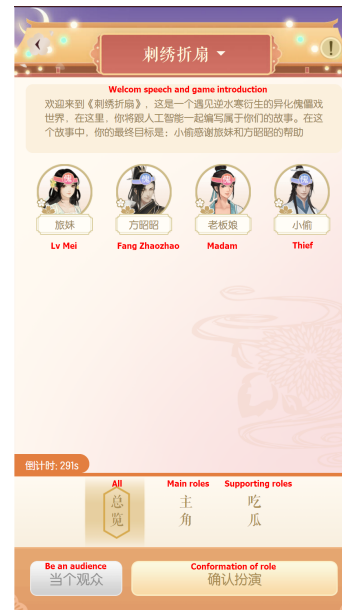 刺绣折扇
Welcom speech and game introduction
欢迎来到《刺绣折扇》，这是一个遇见逆水寒衍生的异化傀儡戏
世界，在这里，你将跟人工智能一起编写属于你们的故事。在这
个故事中，你的最终目标是：小偷感谢旅妹和方昭昭的帮助
旅妹 方昭昭 老板娘 小偷
Lv Mei Fang Zhaozhao Madam Thief
倒计时: 291s
All Main roles Supporting roles
总览 主角 吃瓜
Be an audience Conformation of role
当个观众 确认扮演